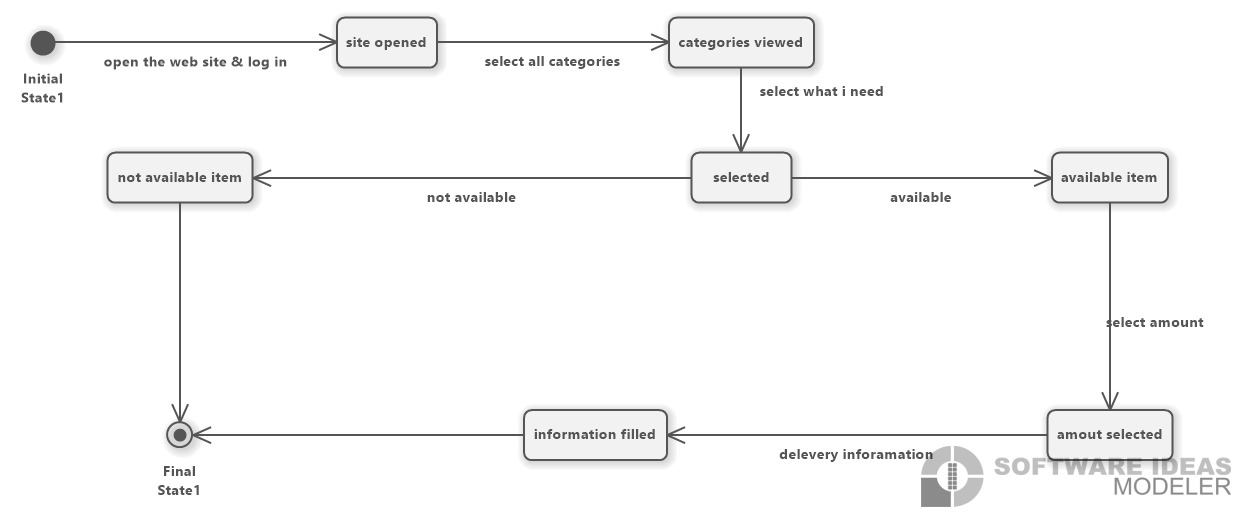 site opened
categories viewed
open the web site & log in
select all categories
Initial
State1
select what i need
not available item
selected
available item
not available
available
select amount
information filled
amout selected
delevery inforamation
Final
State1
SOFTWARE IDEAS
MODELER